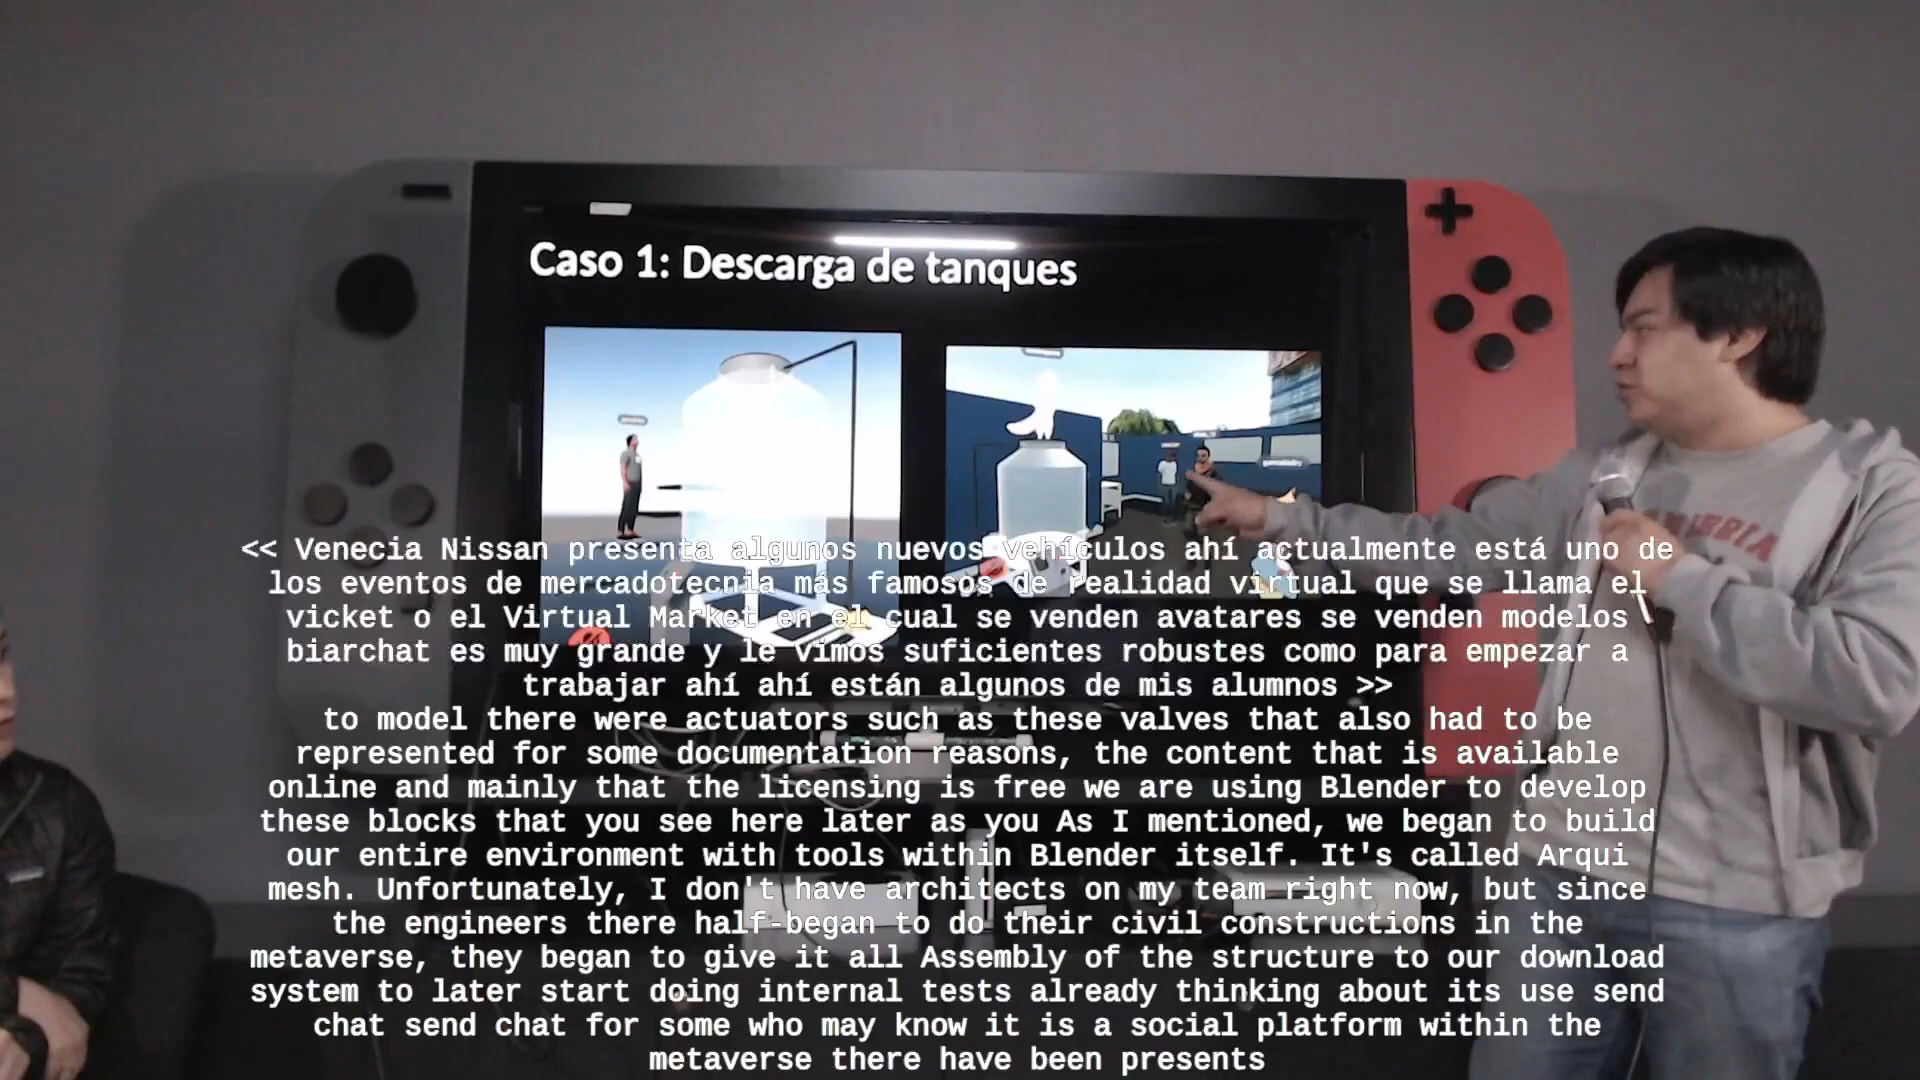 Caso 1: Descarga de tanques
<< Venecia Nissan presenta algunos nuevos vehículos ahí actualmente está uno de
los eventos de mercadotecnia más famosos de realidad virtual que se llama el
vicket o el Virtual Market en el cual se venden avatares se venden modelos
biarchat es muy grande y le vimos suficientes robustes como para empezar a
trabajar ahí ahí están algunos de mis alumnos >>
to model there were actuators such as these valves that also had to be
represented for some documentation reasons, the content that is available
online and mainly that the licensing is free we are using Blender to develop
these blocks that you see here later as you As I mentioned, we began to build
our entire environment with tools within Blender itself. It's called Arqui
mesh. Unfortunately, I don't have architects on my team right now, but since
the engineers there half-began to do their civil constructions in the
metaverse, they began to give it all Assembly of the structure to our download
system to later start doing internal tests already thinking about its use send
chat send chat for some who may know it is a social platform within the
metaverse there have been presents